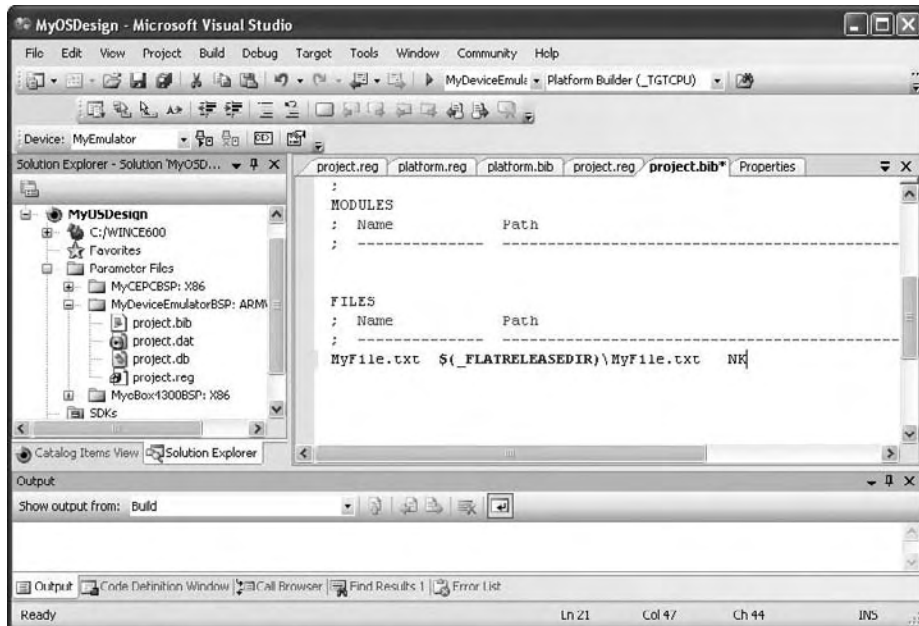 MyOSDesign - Microsoft Visual Studio
File Edit View Project Build Debug Target Tools Window Community Help
MyDeviceEmula Platform Builder (_TGTCPU)
Device: MyEmulator
Solution Explorer - Solution 'MyOSD...
MyOSDesign
C:/WINCE600
Favorites
Parameter Files
MyCEPCBSP: X86
MyDeviceEmulatorBSP: ARMV
project.bib
project.dat
project.db
project.reg
MyeBox4300BSP: X86
SDKs
Catalog Items View Solution Explorer
project.reg platform.reg platform.bib project.reg project.bib* Properties
;
MODULES
; Name Path
; --------------- ------------------------------------------
FILES
; Name Path
; --------------- ------------------------------------------
MyFile.txt $(_FLATRELEASEDIR)\MyFile.txt NK
Output
Show output from: Build
Output Code Definition Window Call Browser Find Results 1 Error List
Ready Ln 21 Col 47 Ch 44 INS